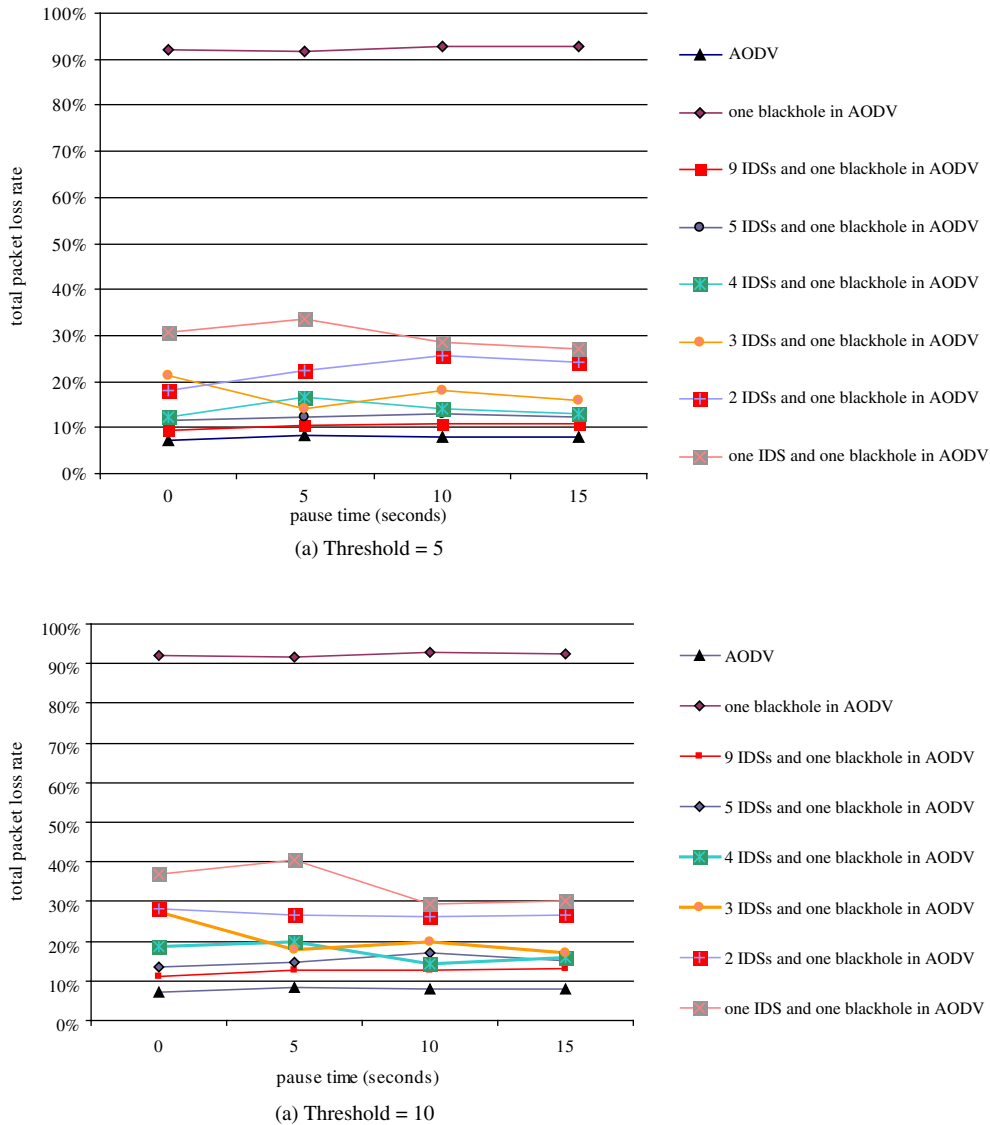 100%
90%
80%
70%
60%
50%
40%
30%
20%
10%
0%
total packet loss rate
0
5
10
15
pause time (seconds)
AODV
one blackhole in AODV
9 IDSs and one blackhole in AODV
5 IDSs and one blackhole in AODV
4 IDSs and one blackhole in AODV
3 IDSs and one blackhole in AODV
2 IDSs and one blackhole in AODV
one IDS and one blackhole in AODV
(a) Threshold = 5
100%
90%
80%
70%
60%
50%
40%
30%
20%
10%
0%
total packet loss rate
0
5
10
15
pause time (seconds)
AODV
one blackhole in AODV
9 IDSs and one blackhole in AODV
5 IDSs and one blackhole in AODV
4 IDSs and one blackhole in AODV
3 IDSs and one blackhole in AODV
2 IDSs and one blackhole in AODV
one IDS and one blackhole in AODV
(a) Threshold = 10